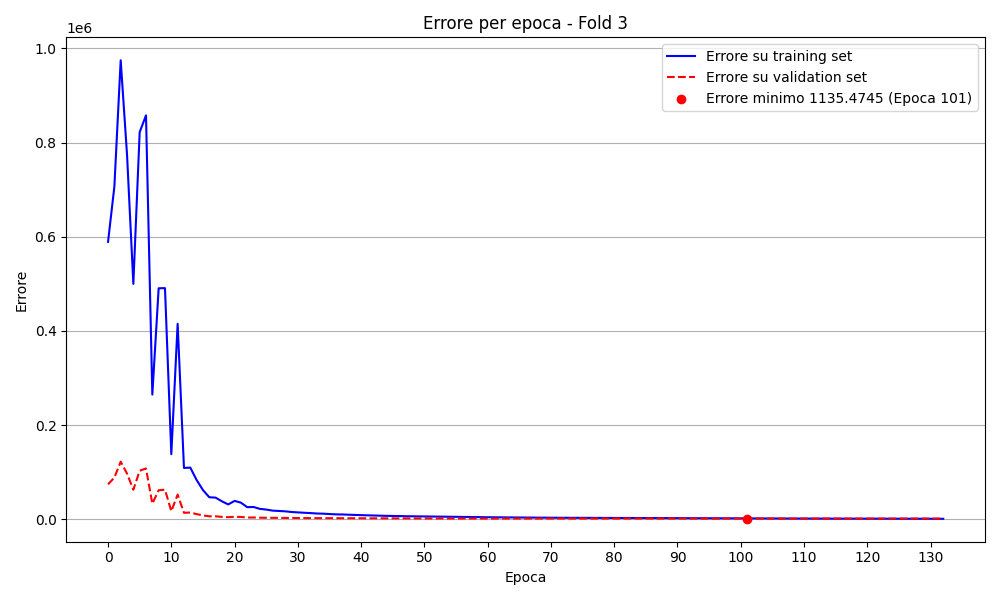 Errore per epoca - Fold 3
1e6
1.0
0.8
0.6
0.4
0.2
0.0
Errore
Errore su training set
Errore su validation set
Errore minimo 1135.4745 (Epoca 101)
0 10 20 30 40 50 60 70 80 90 100 110 120 130
Epoca